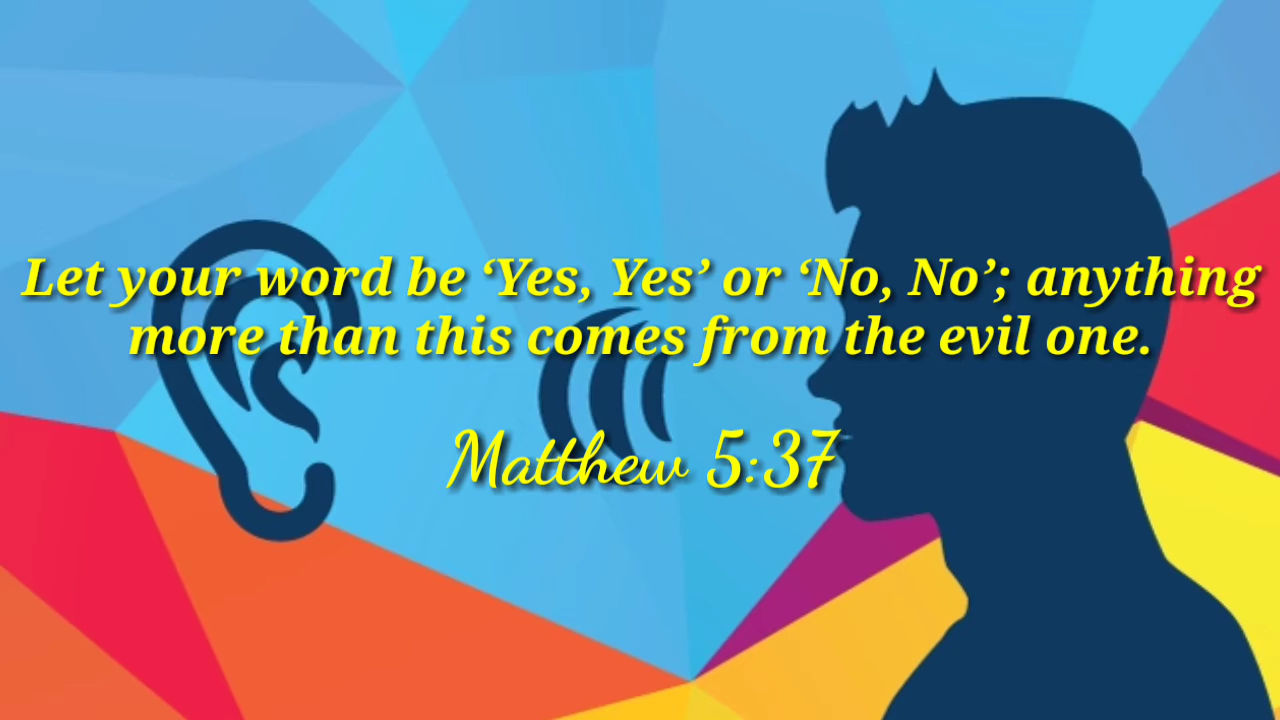 Let your word be ‘Yes, Yes’ or ‘No, No’; anything
more than this comes from the evil one.
Matthew 5:37